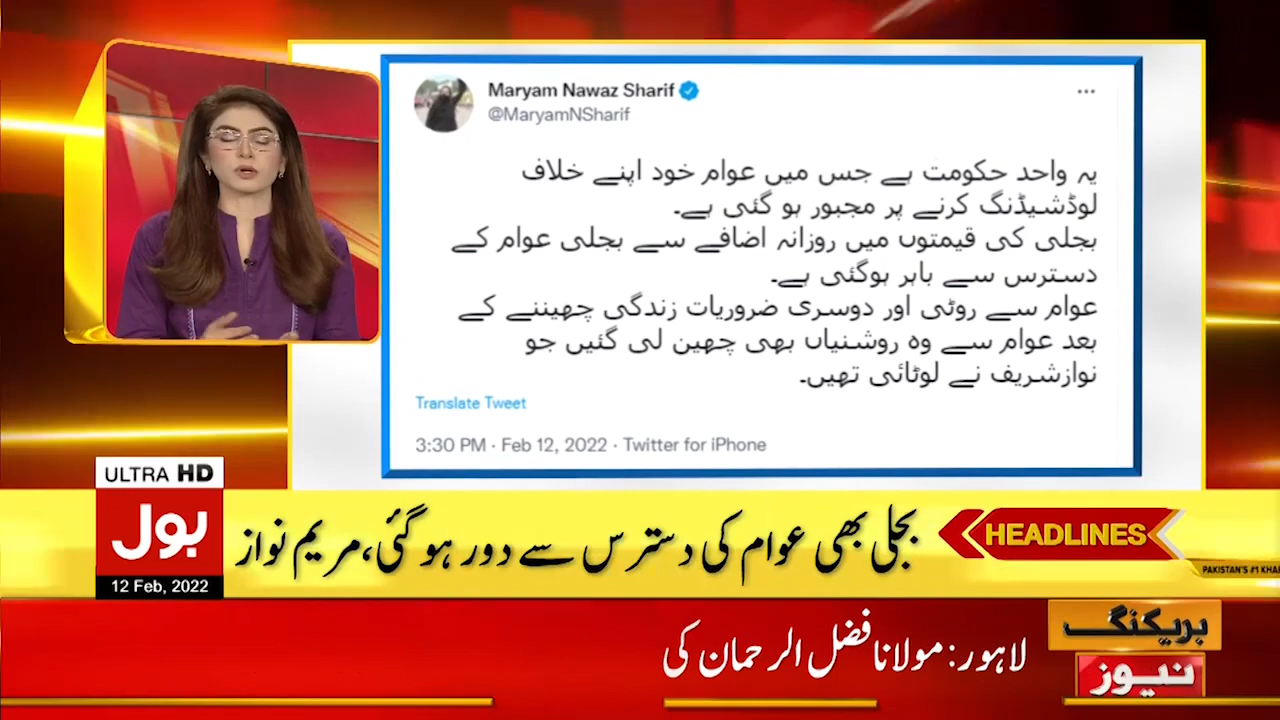 Maryam Nawaz Sharif
@MaryamNSharif
یہ واحد حکومت ہے جس میں عوام خود اپنے خلاف
لوڈشیڈنگ کرنے پر مجبور ہو گئی ہے۔
بجلی کی قیمتوں میں روزانہ اضافے سے بجلی عوام کے
دسترس سے باہر ہوگئی ہے۔
عوام سے روٹی اور دوسری ضروریات زندگی چھیننے کے
بعد عوام سے وہ روشنیاں بھی چھین لی گئیں جو
نوازشریف نے لوٹائی تھیں۔
Translate Tweet
3:30 PM · Feb 12, 2022 · Twitter for iPhone
ULTRA HD
بول
12 Feb, 2022
HEADLINES
بجلی بھی عوام کی دسترس سے دور ہوگئی، مریم نواز
PAKISTAN'S #1
بریکنگ
نیوز
لاہور: مولانا فضل الرحمان کی